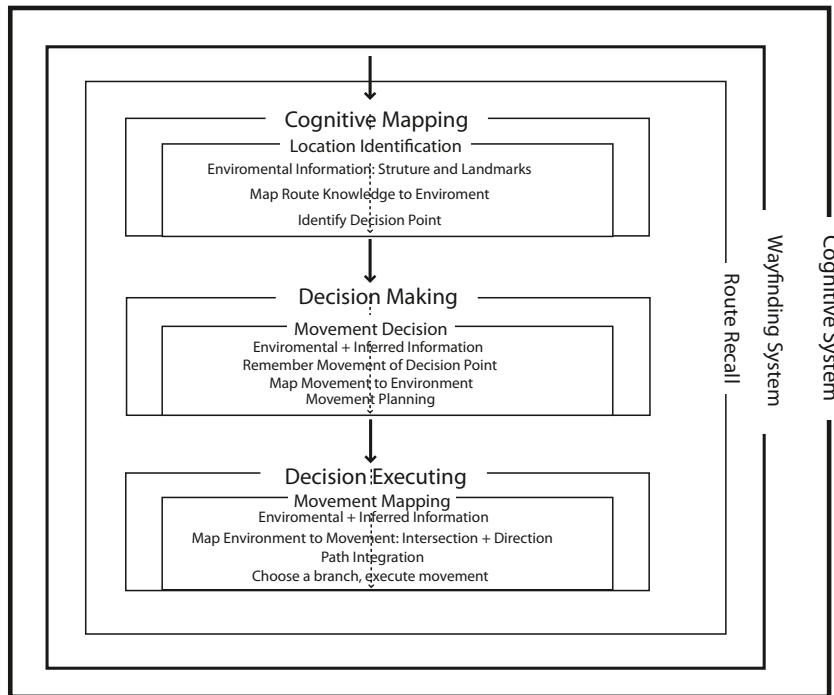 Cognitive Mapping
Location Identification
Enviromental Information: Struture and Landmarks
Map Route Knowledge to Enviroment
Identify Decision Point
Decision Making
Movement Decision
Enviromental + Inferred Information
Remember Movement of Decision Point
Map Movement to Environment
Movement Planning
Decision Executing
Movement Mapping
Enviromental + Inferred Information
Map Environment to Movement: Intersection + Direction
Path Integration
Choose a branch, execute movement
Route Recall
Wayfinding System
Cognitive System